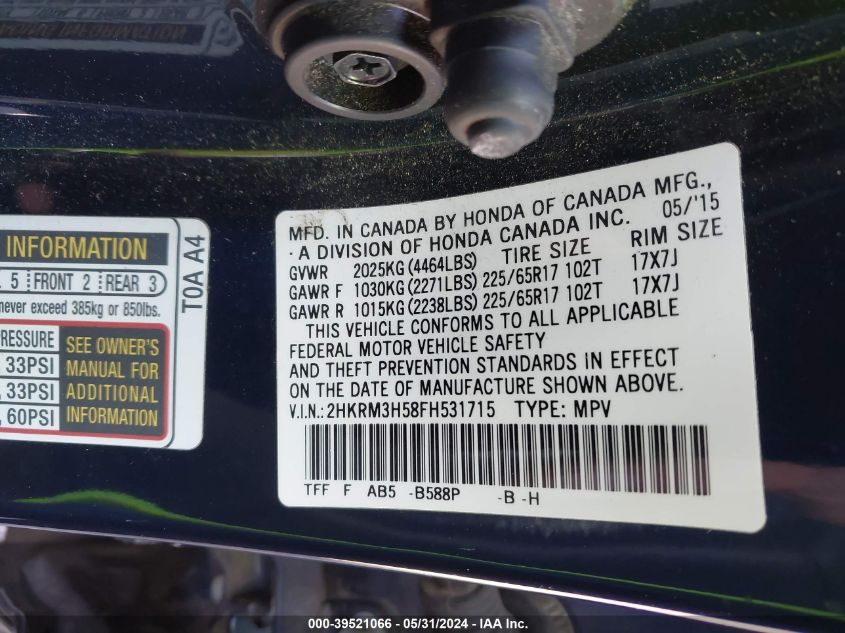 INFORMATION
5 FRONT 2 REAR 3
never exceed 385kg or 850lbs.
PRESSURE
33PSI
33PSI
60PSI
SEE OWNER'S
MANUAL FOR
ADDITIONAL
INFORMATION
T0A A4
MFD. IN CANADA BY HONDA OF CANADA MFG.,
· A DIVISION OF HONDA CANADA INC. 05/'15
GVWR 2025KG (4464LBS) TIRE SIZE RIM SIZE
GAWR F 1030KG (2271LBS) 225/65R17 102T 17X7J
GAWR R 1015KG (2238LBS) 225/65R17 102T 17X7J
THIS VEHICLE CONFORMS TO ALL APPLICABLE
FEDERAL MOTOR VEHICLE SAFETY
AND THEFT PREVENTION STANDARDS IN EFFECT
ON THE DATE OF MANUFACTURE SHOWN ABOVE.
V.I.N.: 2HKRM3H58FH531715 TYPE: MPV
TFF F AB5 -B588P -B -H
000-39521066 - 05/31/2024 - IAA Inc.